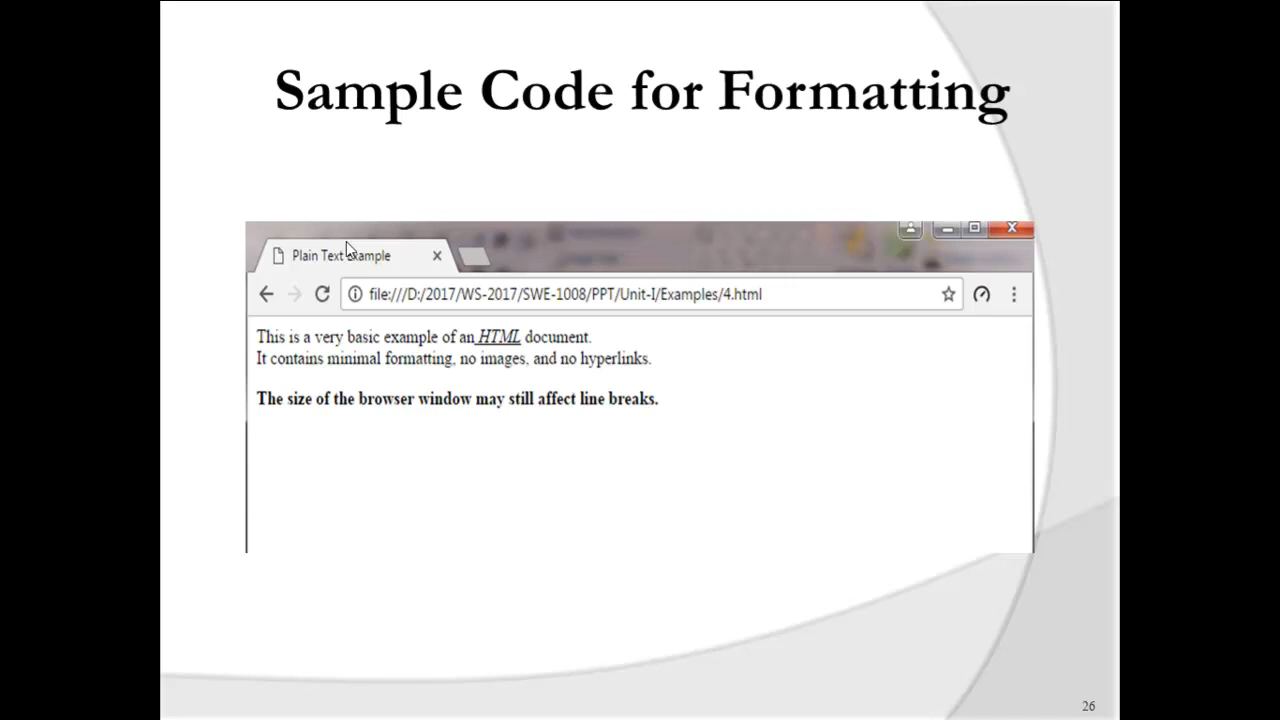 Sample Code for Formatting
Plain Text Example
file:///D:/2017/WS-2017/SWE-1008/PPT/Unit-I/Examples/4.html
This is a very basic example of an HTML document.
It contains minimal formatting, no images, and no hyperlinks.
The size of the browser window may still affect line breaks.
26